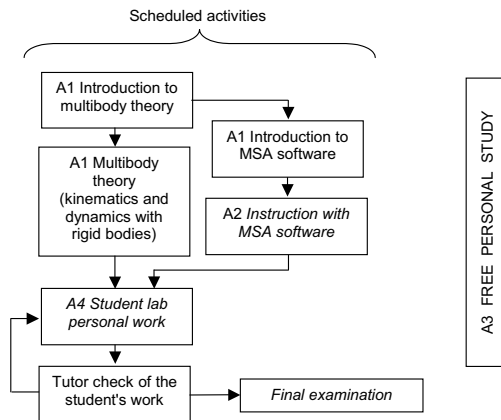 Scheduled activities
A1 Introduction to
multibody theory
A1 Introduction to
MSA software
A1 Multibody
theory
(kinematics and
dynamics with
rigid bodies)
A2 Instruction with
MSA software
A4 Student lab
personal work
Tutor check of the
student's work
Final examination
A3 FREE PERSONAL STUDY